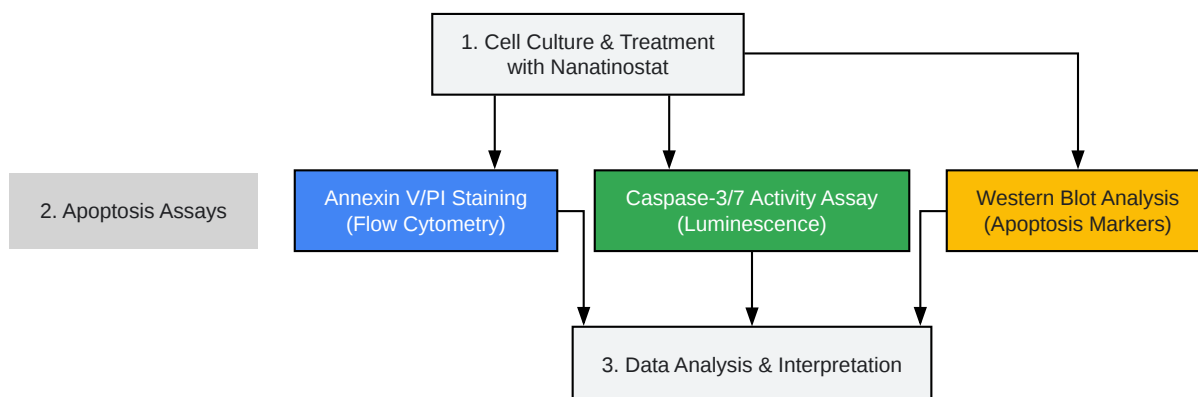 1. Cell Culture & Treatment
with Nanatinostat
2. Apoptosis Assays
Annexin V/PI Staining
(Flow Cytometry)
Caspase-3/7 Activity Assay
(Luminescence)
Western Blot Analysis
(Apoptosis Markers)
3. Data Analysis & Interpretation